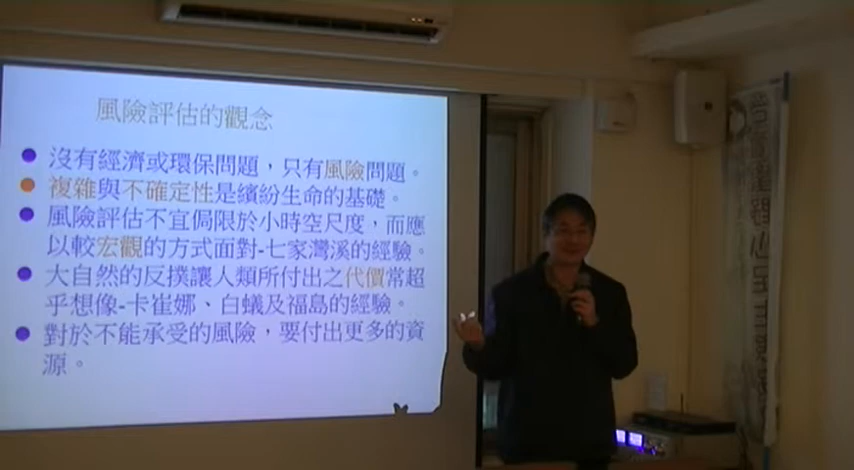 風險評估的觀念
沒有經濟或環保問題，只有風險問題。
複雜與不確定性是繽紛生命的基礎。
風險評估不宜侷限於小時空尺度，而應
以較宏觀的方式面對-七家灣溪的經驗。
大自然的反撲讓人類所付出之代價常超
乎想像-卡崔娜、白蟻及福島的經驗。
對於不能承受的風險，要付出更多的資
源。